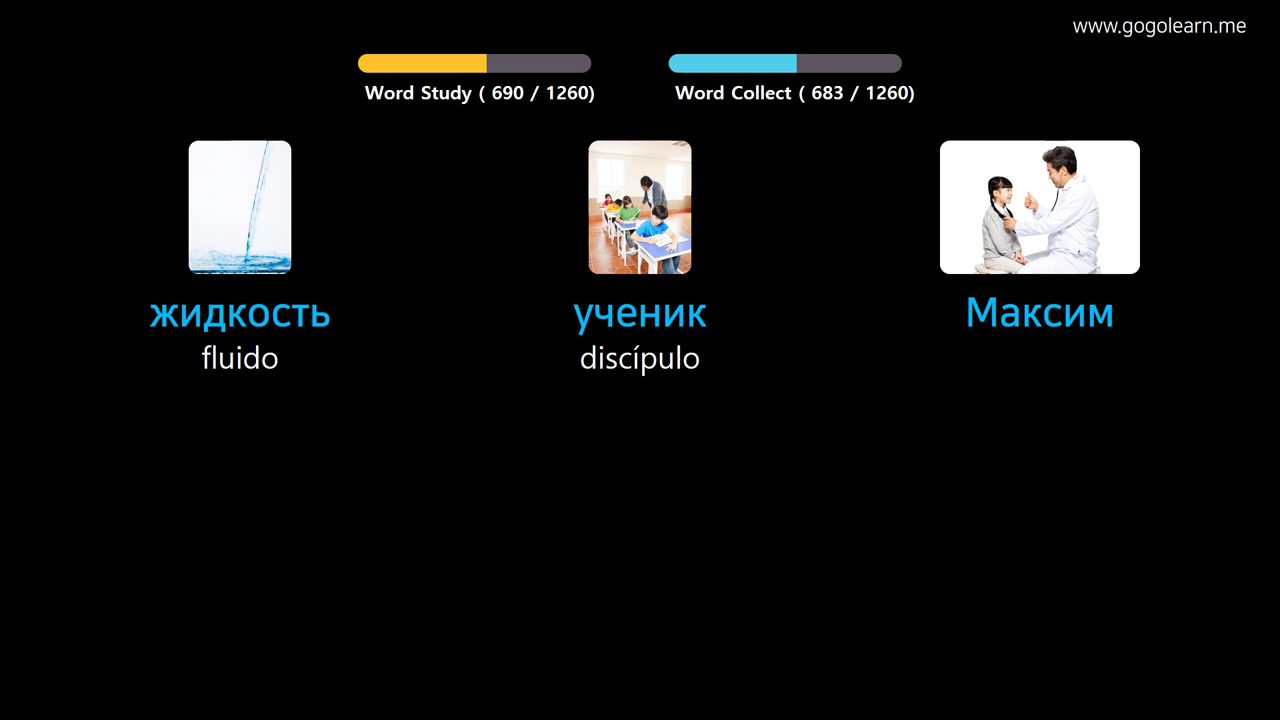 www.gogolearn.me
Word Study ( 690 / 1260)
Word Collect ( 683 / 1260)
жидкость
fluido
ученик
discípulo
Максим